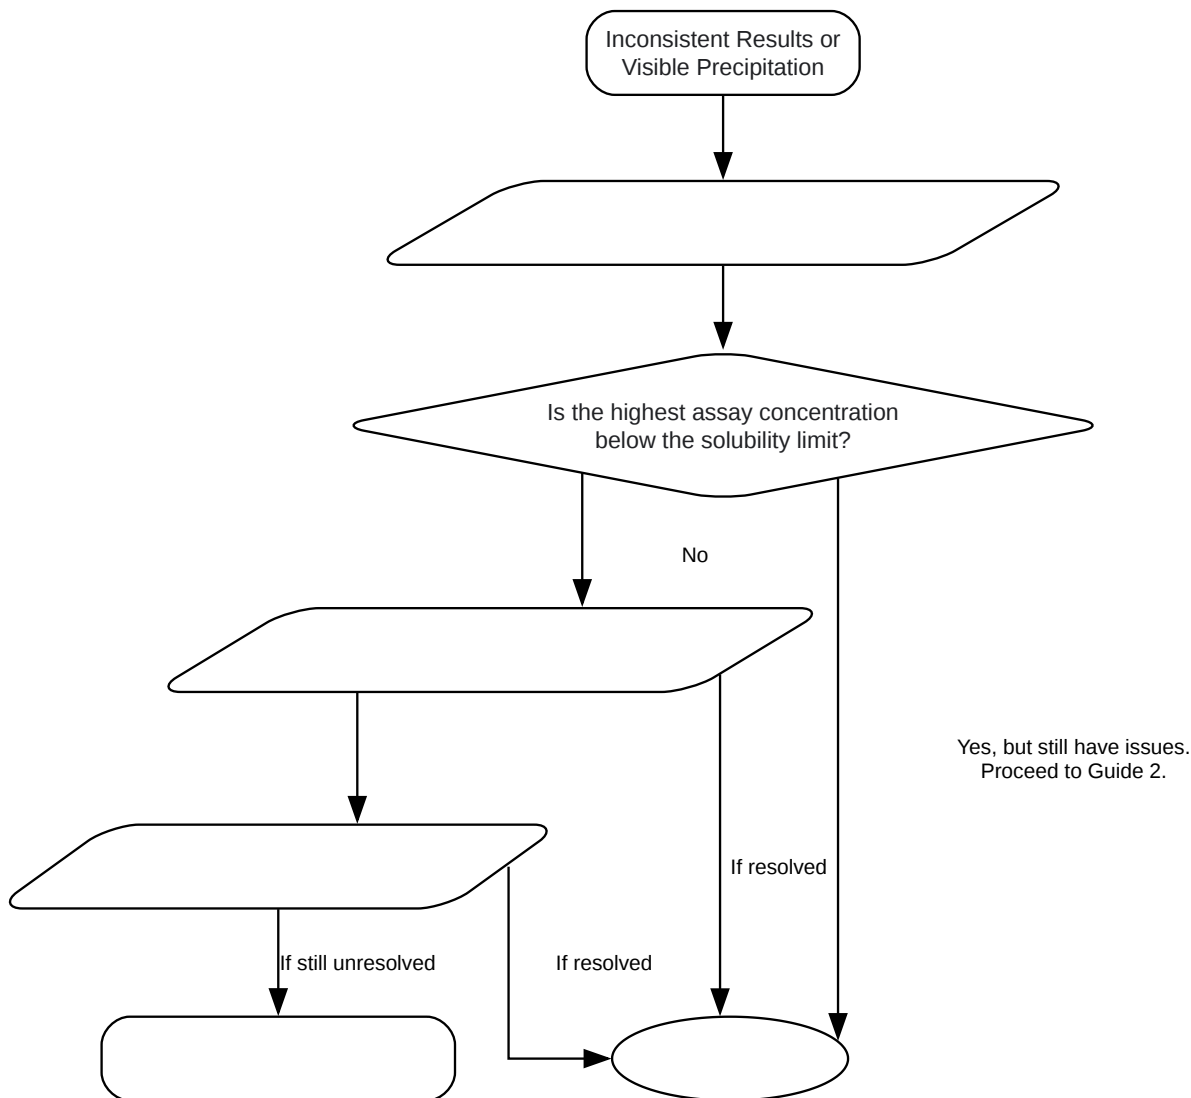 Inconsistent Results or
Visible Precipitation
Is the highest assay concentration
below the solubility limit?
No
Yes, but still have issues.
Proceed to Guide 2.
If resolved
If still unresolved
If resolved